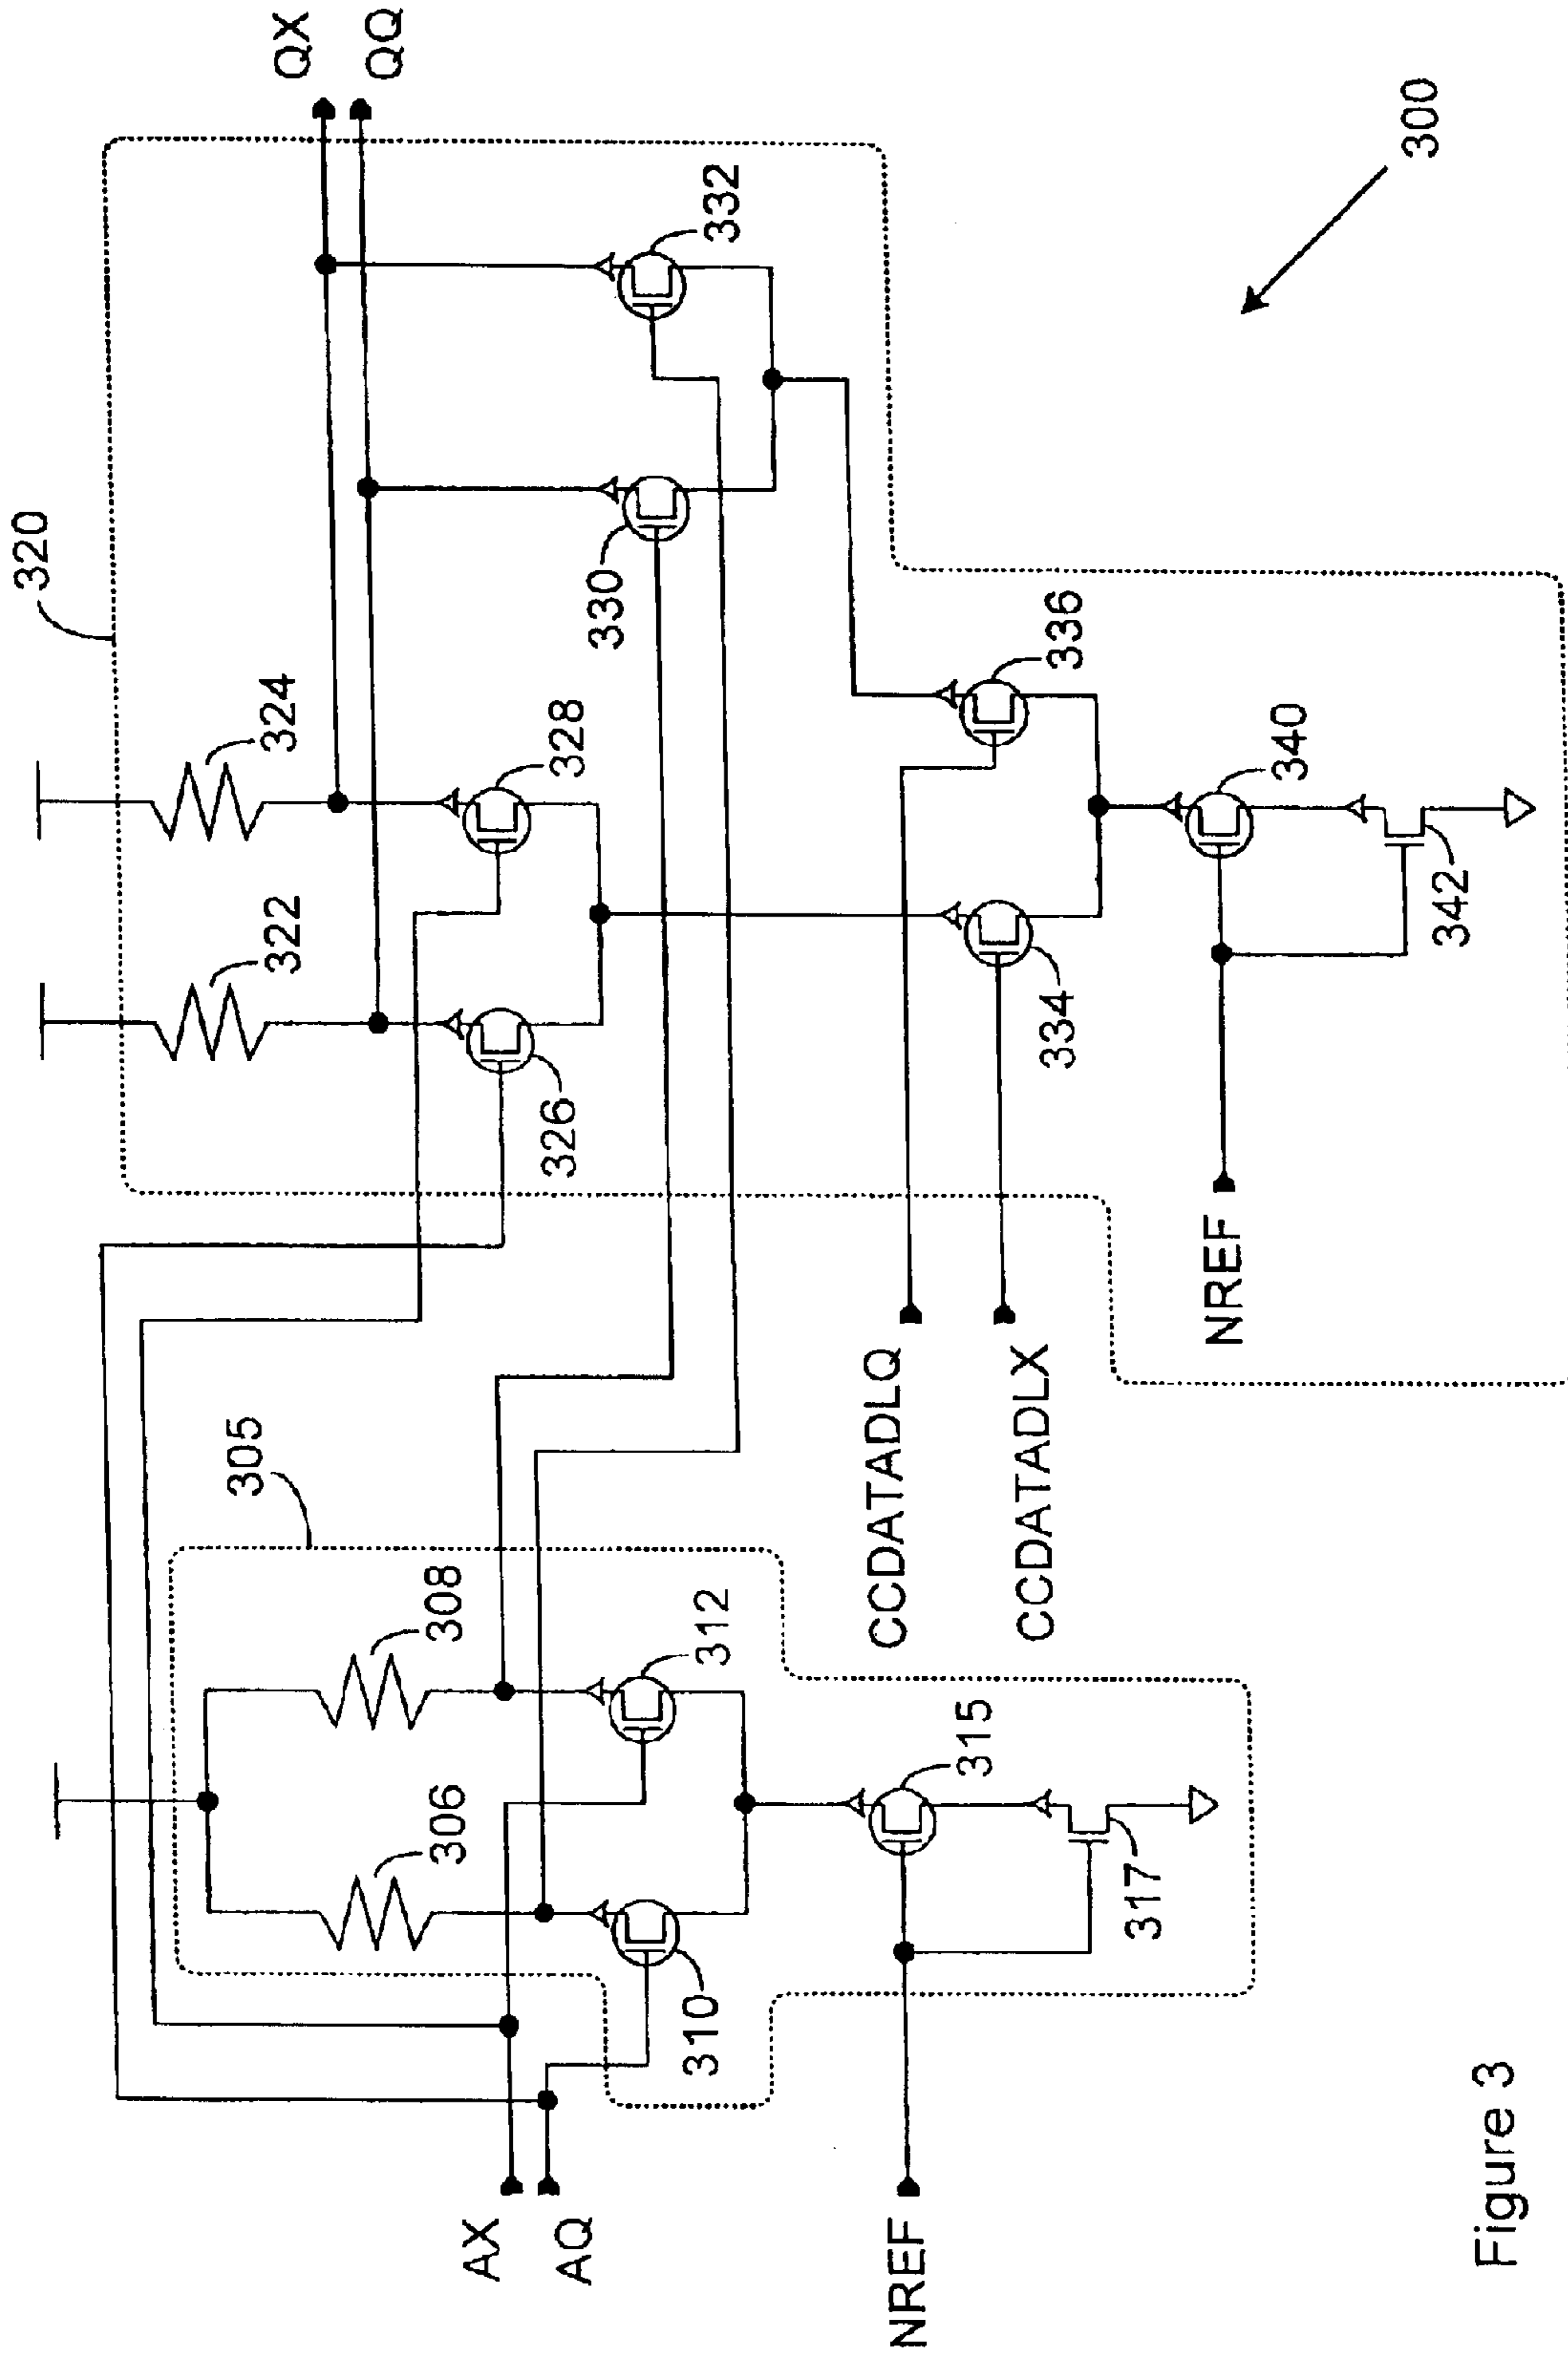 QX
QQ
320
324
322
328
326
330
332
336
334
340
342
NREF
CCDATADLQ
CCDATADLX
305
308
306
312
310
315
317
AX
AQ
NREF
300
Figure 3